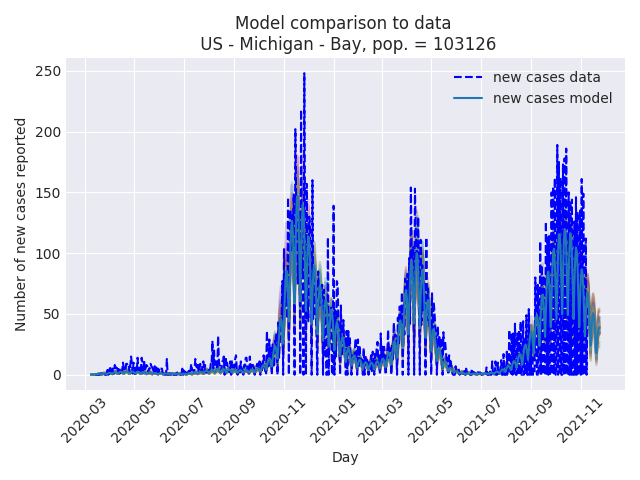 Model comparison to data
US - Michigan - Bay, pop. = 103126
new cases data
new cases model
Number of new cases reported
250
200
150
100
50
0
2020-03
2020-05
2020-07
2020-09
2020-11
2021-01
2021-03
2021-05
2021-07
2021-09
2021-11
Day